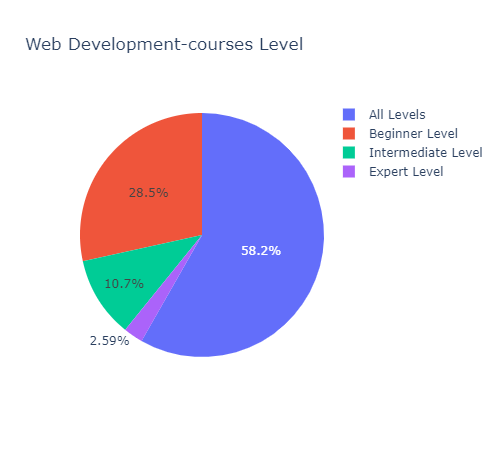 Web Development-courses Level
All Levels
Beginner Level
Intermediate Level
Expert Level
28.5%
58.2%
10.7%
2.59%